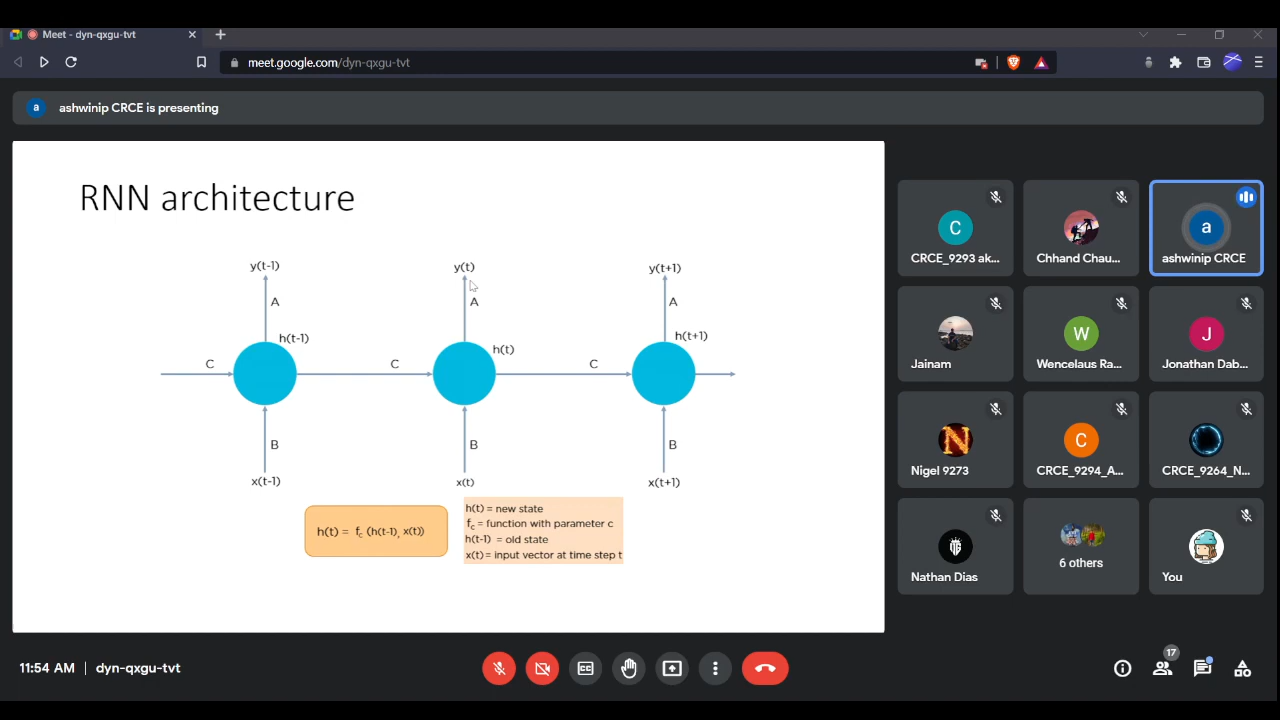 Meet - dyn-qxgu-tvt
meet.google.com/dyn-qxgu-tvt
a ashwinip CRCE is presenting
RNN architecture
y(t-1) y(t) y(t+1)
A A A
h(t-1) h(t) h(t+1)
C C C
B B B
x(t-1) x(t) x(t+1)
h(t) = fc (h(t-1), x(t))
h(t) = new state
fc = function with parameter c
h(t-1) = old state
x(t) = input vector at time step t
C a
CRCE_9293 ak... Chhand Chau... ashwinip CRCE
W J
Jainam Wencelaus Ra... Jonathan Dab...
N C
Nigel 9273 CRCE_9294_A... CRCE_9264_N...
Nathan Dias 6 others You
11:54 AM | dyn-qxgu-tvt
17